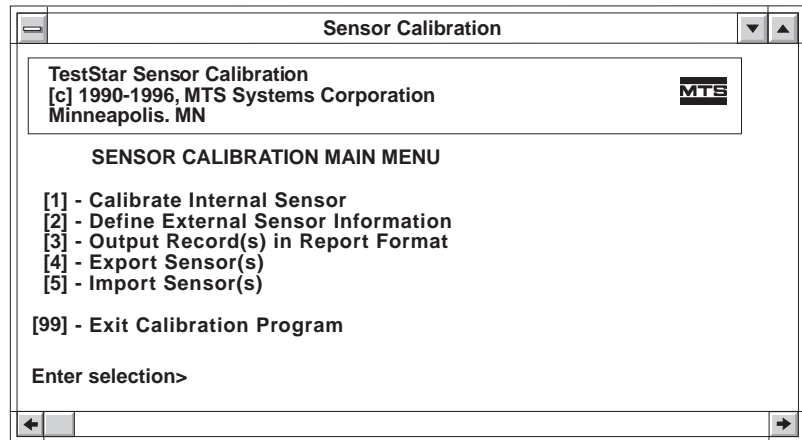 Sensor Calibration
TestStar Sensor Calibration
[c] 1990-1996, MTS Systems Corporation
Minneapolis. MN
MTS
SENSOR CALIBRATION MAIN MENU
[1] - Calibrate Internal Sensor
[2] - Define External Sensor Information
[3] - Output Record(s) in Report Format
[4] - Export Sensor(s)
[5] - Import Sensor(s)
[99] - Exit Calibration Program
Enter selection>